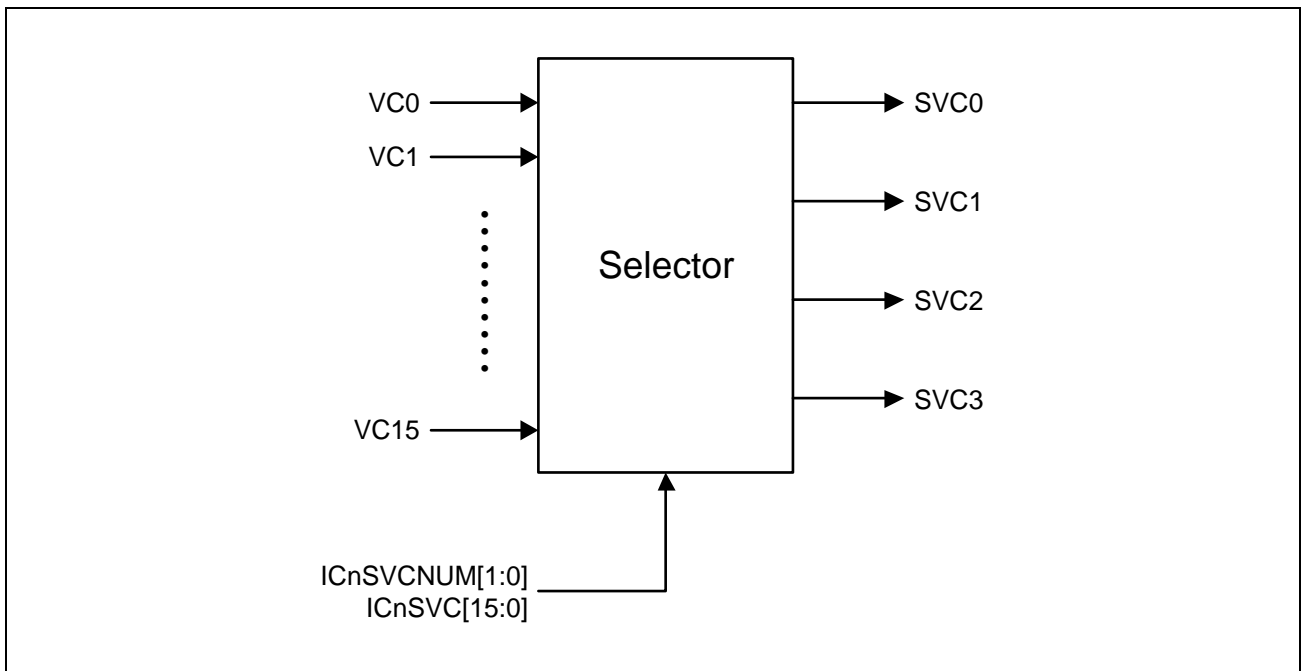 VC0
VC1
VC15
Selector
SVC0
SVC1
SVC2
SVC3
ICnSVCNUM[1:0]
ICnSVC[15:0]